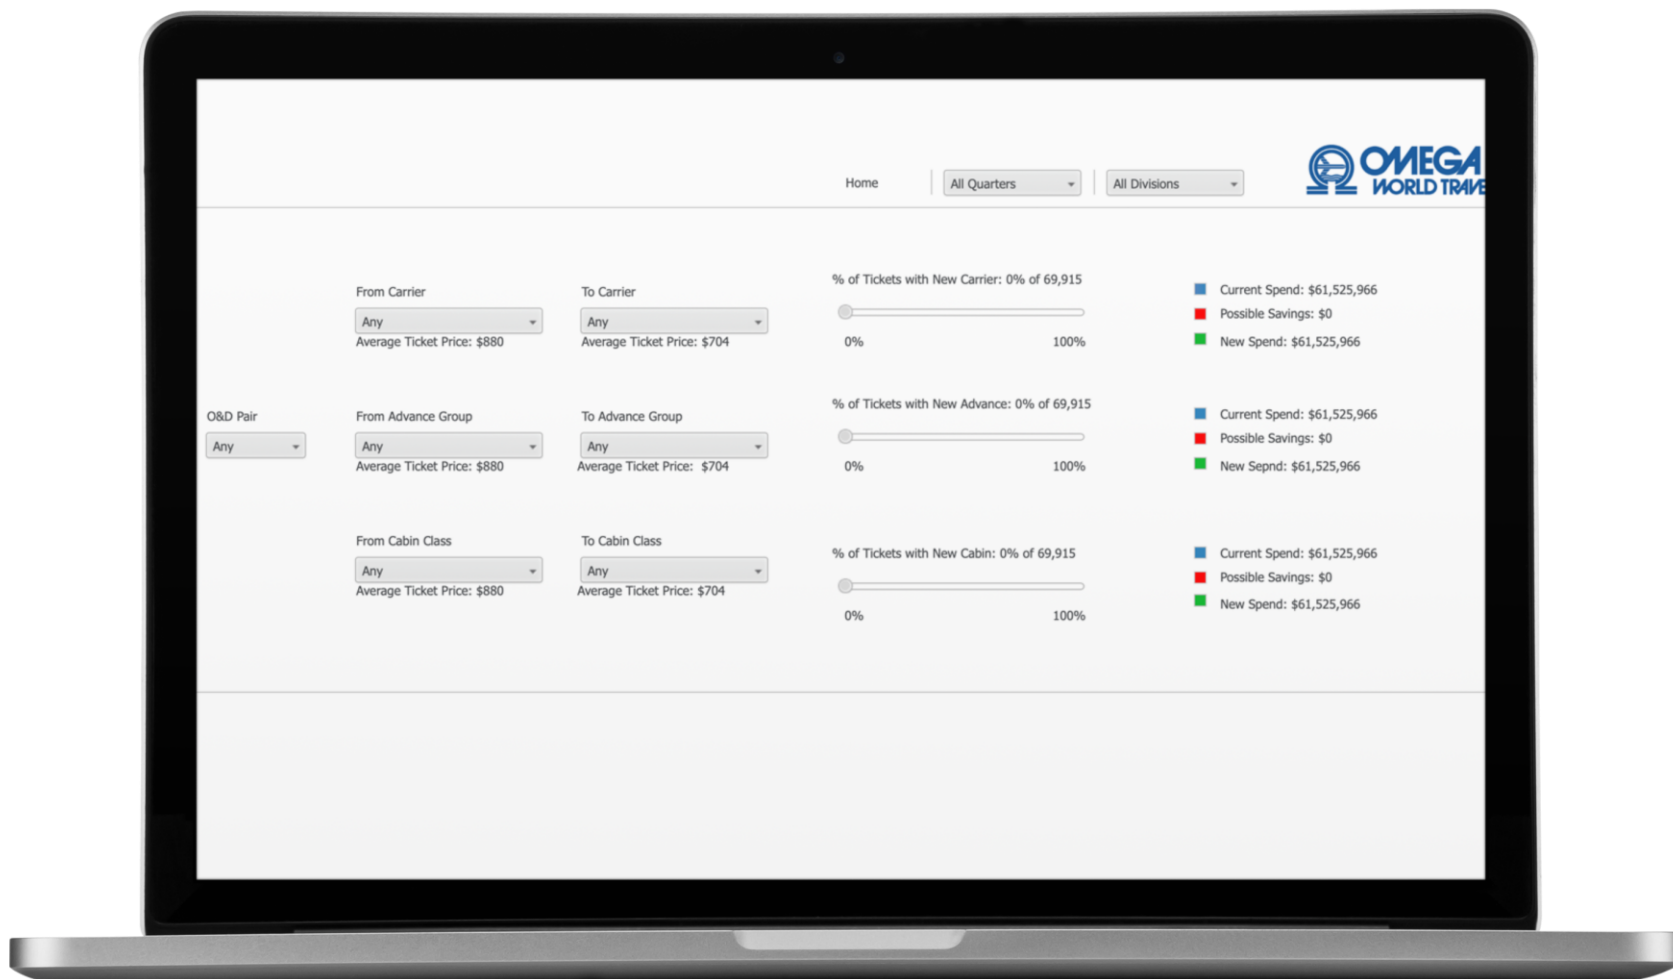 Home
All Quarters
All Divisions
OMEGA
WORLD TRAVE
From Carrier
To Carrier
% of Tickets with New Carrier: 0% of 69,915
Any
Any
Average Ticket Price: $880
Average Ticket Price: $704
0%
100%
Current Spend: $61,525,966
Possible Savings: $0
New Spend: $61,525,966
O&D Pair
Any
From Advance Group
To Advance Group
% of Tickets with New Advance: 0% of 69,915
Any
Any
Average Ticket Price: $880
Average Ticket Price: $704
0%
100%
Current Spend: $61,525,966
Possible Savings: $0
New Sepnd: $61,525,966
From Cabin Class
To Cabin Class
% of Tickets with New Cabin: 0% of 69,915
Any
Any
Average Ticket Price: $880
Average Ticket Price: $704
0%
100%
Current Spend: $61,525,966
Possible Savings: $0
New Spend: $61,525,966